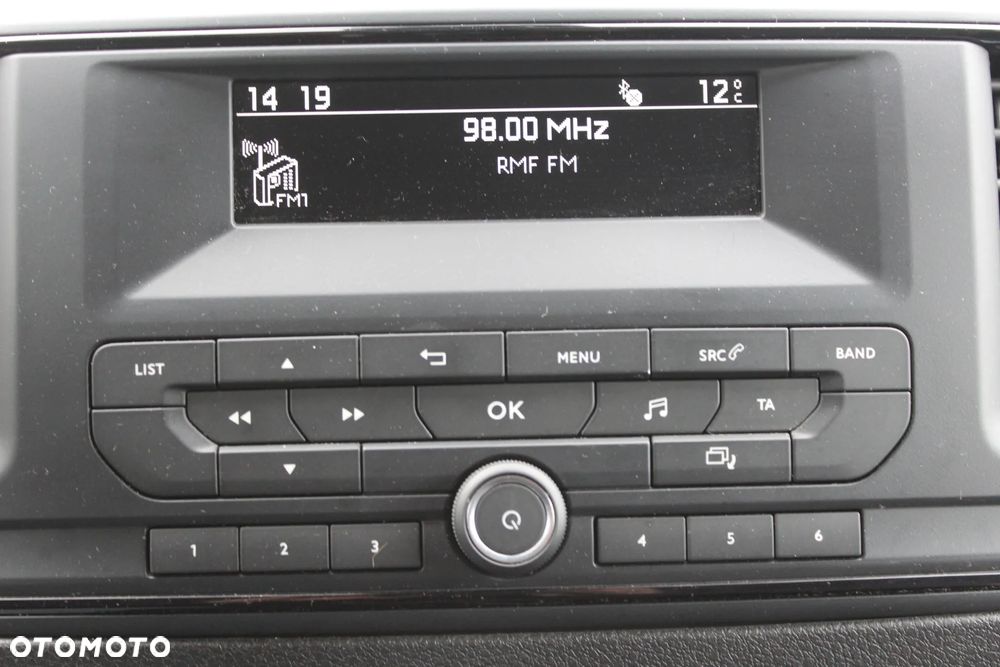 14 19 12°C
98.00 MHz
RMF FM
FM1
LIST MENU SRC BAND
OK TA
1 2 3 4 5 6
OTOMOTO